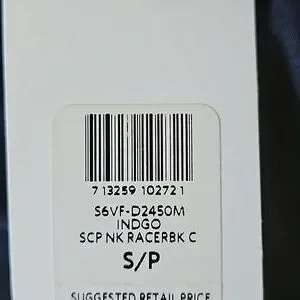 7 13259 10272 1
S6VF-D2450M
INDGO
SCP NK RACERBK C
S/P
SUGGESTED RETAIL PRICE